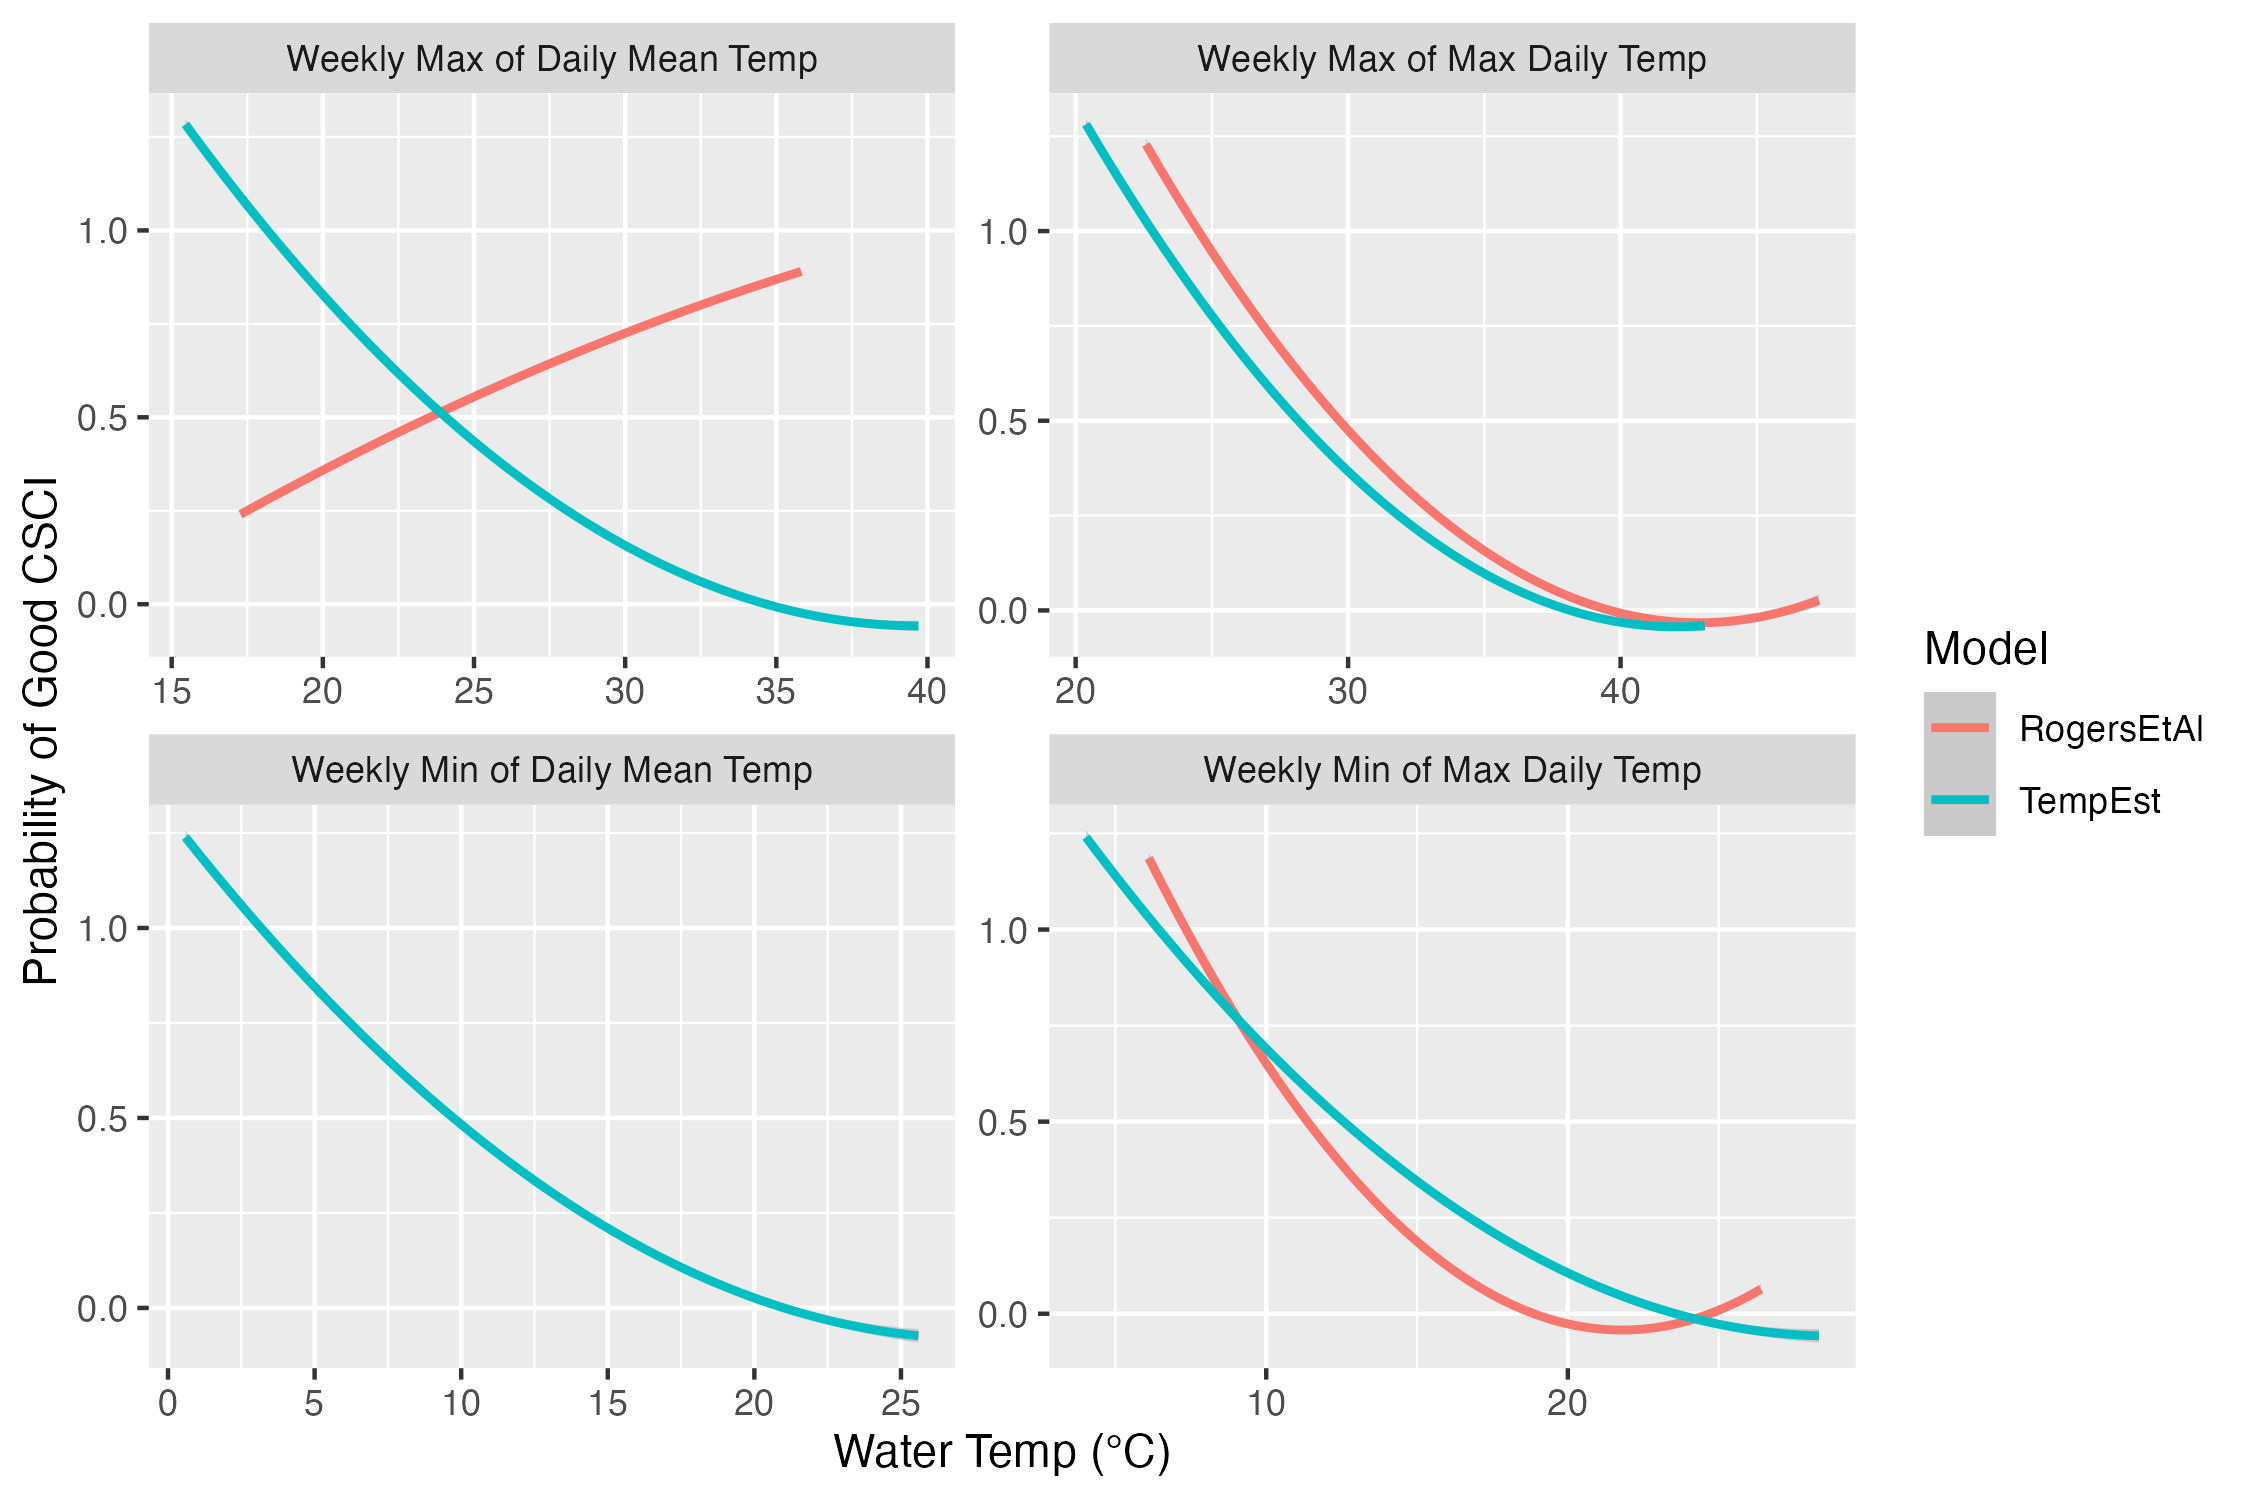 Weekly Max of Daily Mean Temp
Weekly Max of Max Daily Temp
1.0
0.5
0.0
15 20 25 30 35 40
1.0
0.5
0.0
20 30 40
Weekly Min of Daily Mean Temp
Weekly Min of Max Daily Temp
1.0
0.5
0.0
0 5 10 15 20 25
1.0
0.5
0.0
10 20
Probability of Good CSCI
Water Temp (°C)
Model
RogersEtAl
TempEst